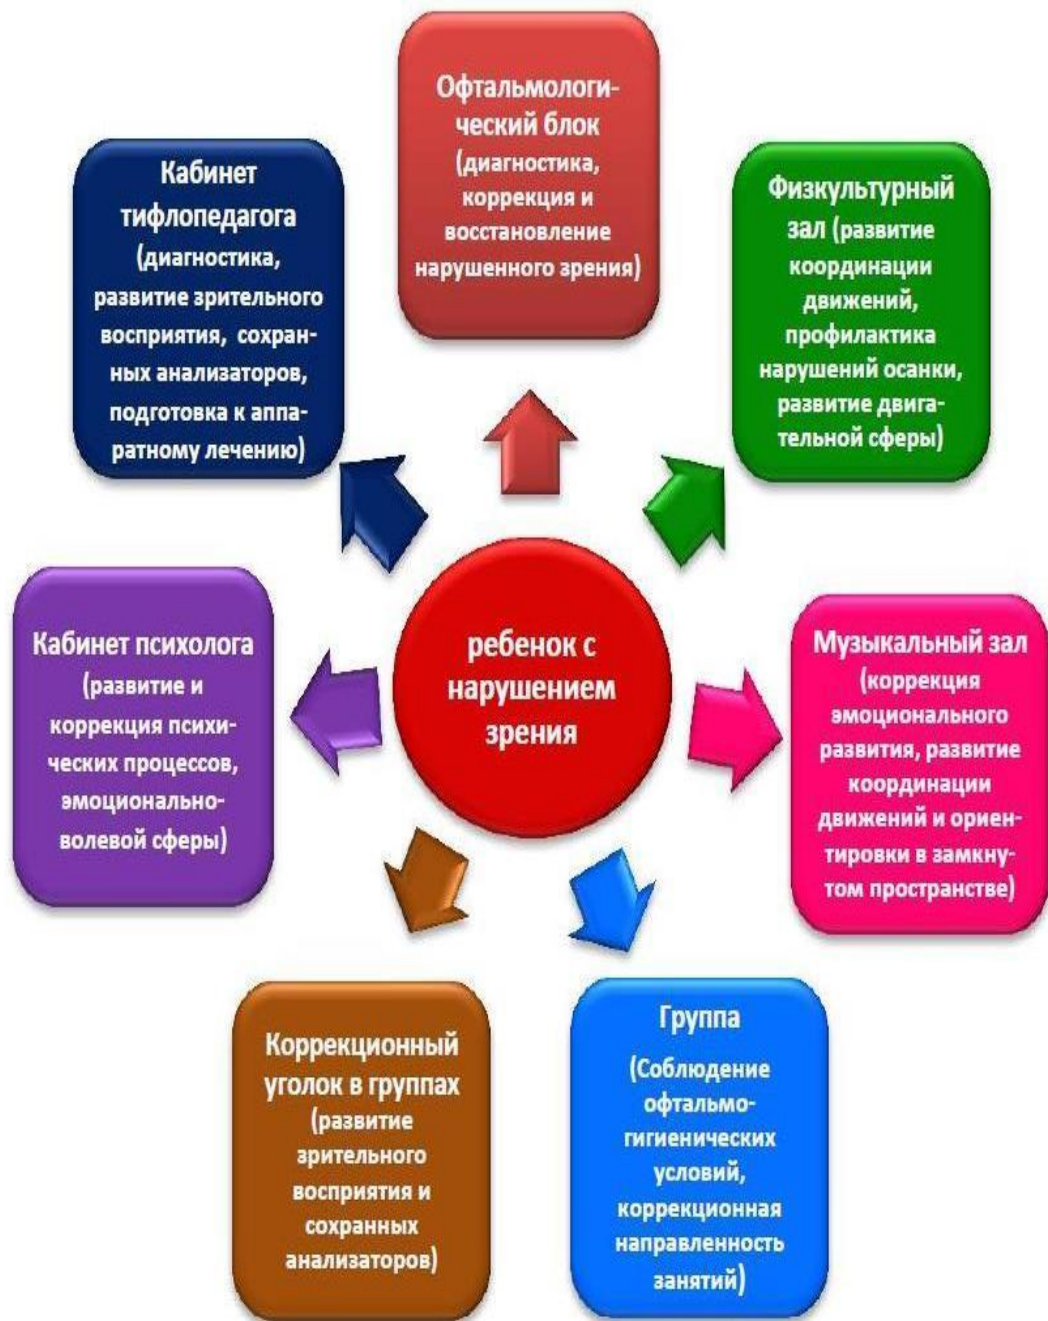 Офтальмологи-
ческий блок
(диагностика,
коррекция и
восстановление
нарушенного зрения)
Кабинет
тифлопедагога
(диагностика,
развитие зрительного
восприятия, сохран-
ных анализаторов,
подготовка к аппа-
ратному лечению)
Физкультурный
зал (развитие
координации
движений,
профилактика
нарушений осанки,
развитие двига-
тельной сферы)
Кабинет психолога
(развитие и
коррекция психи-
ческих процессов,
эмоционально-
волевой сферы)
ребенок с
нарушением
зрения
Музыкальный зал
(коррекция
эмоционального
развития, развитие
координации
движений и ориен-
тировки в замкну-
том пространстве)
Коррекционный
уголок в группах
(развитие
зрительного
восприятия и
сохранных
анализаторов)
Группа
(Соблюдение
офтальмо-
гигиенических
условий,
коррекционная
направленность
занятий)